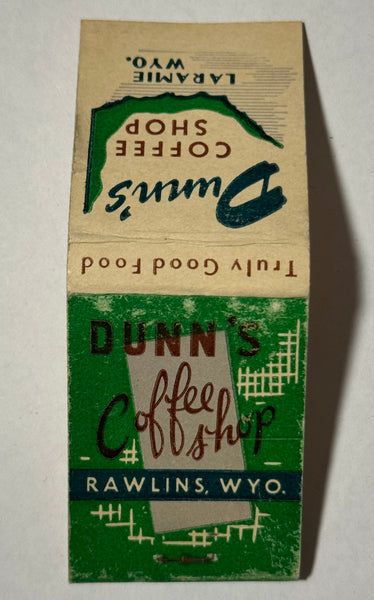 LARAMIE
WYO.
Dunn's
COFFEE
SHOP
Truly Good Food
DUNN'S
Coffee
shop
RAWLINS, WYO.